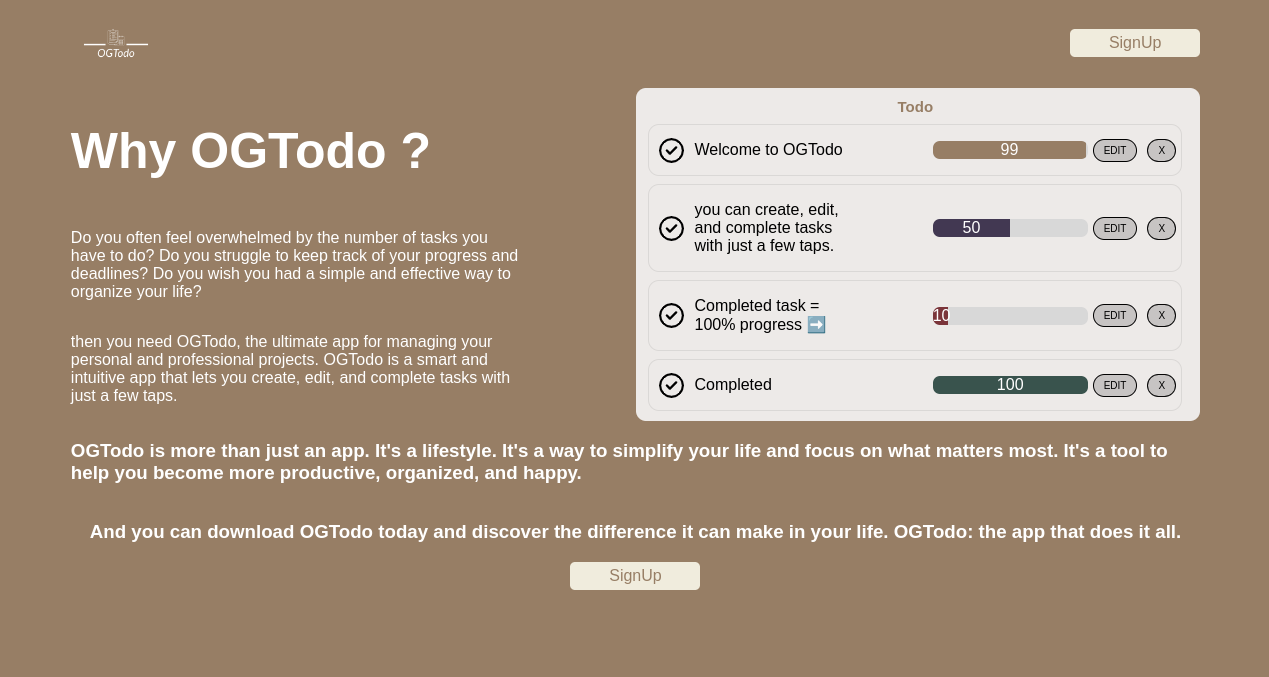 OGTodo
SignUp
Why OGTodo ?
Do you often feel overwhelmed by the number of tasks you
have to do? Do you struggle to keep track of your progress and
deadlines? Do you wish you had a simple and effective way to
organize your life?
then you need OGTodo, the ultimate app for managing your
personal and professional projects. OGTodo is a smart and
intuitive app that lets you create, edit, and complete tasks with
just a few taps.
Todo
Welcome to OGTodo 99 EDIT X
you can create, edit,
and complete tasks 50 EDIT X
with just a few taps.
Completed task =
100% progress ➡️ 10 EDIT X
Completed 100 EDIT X
OGTodo is more than just an app. It's a lifestyle. It's a way to simplify your life and focus on what matters most. It's a tool to
help you become more productive, organized, and happy.
And you can download OGTodo today and discover the difference it can make in your life. OGTodo: the app that does it all.
SignUp